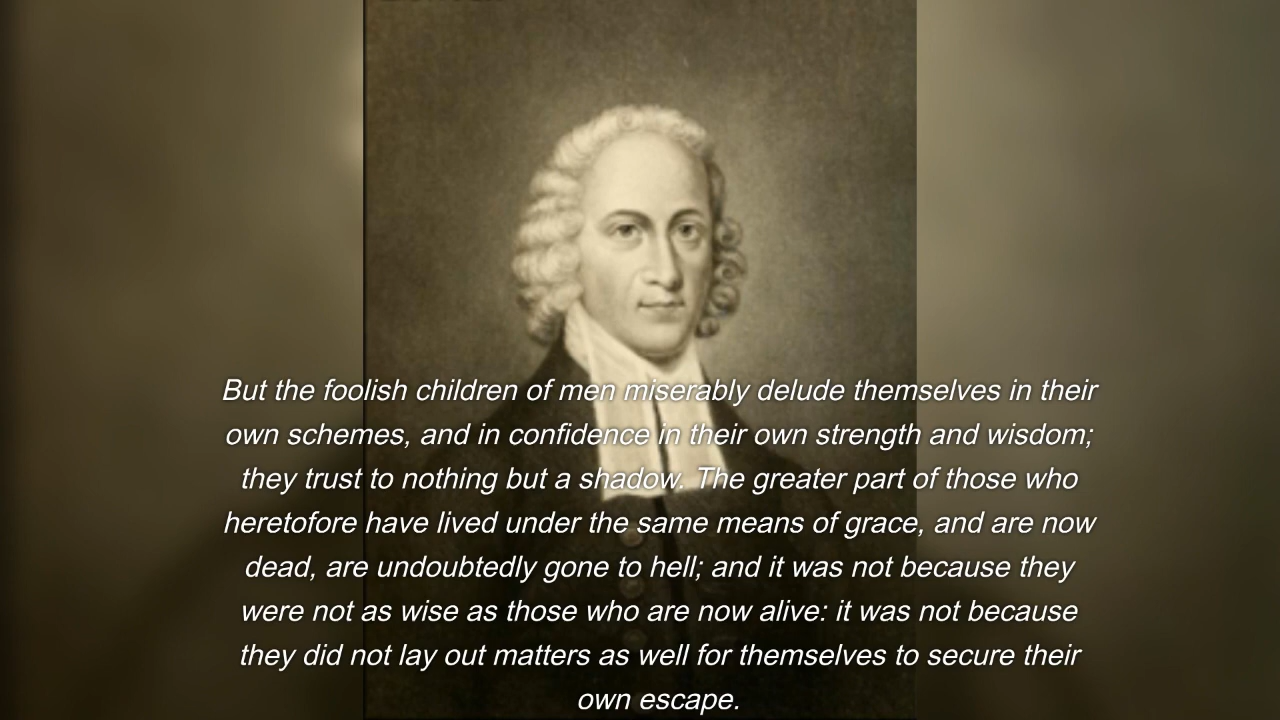 But the foolish children of men miserably delude themselves in their
own schemes, and in confidence in their own strength and wisdom;
they trust to nothing but a shadow. The greater part of those who
heretofore have lived under the same means of grace, and are now
dead, are undoubtedly gone to hell; and it was not because they
were not as wise as those who are now alive: it was not because
they did not lay out matters as well for themselves to secure their
own escape.